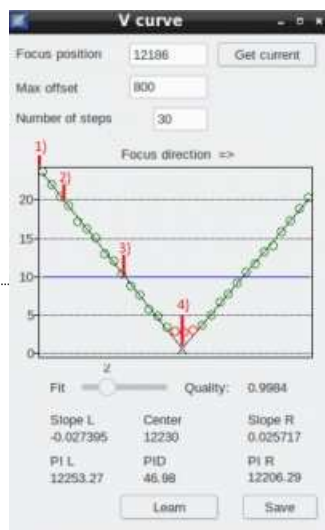 V curve
Focus position 12186 Get current
Max offset 800
Number of steps 30
1)
Focus direction =>
2)
20
15
3)
10
4)
5
0
2
Fit Quality: 0.9984
Slope L Center Slope R
-0.027395 12230 0.025717
PI L PID PI R
12253.27 46.98 12206.29
Learn Save